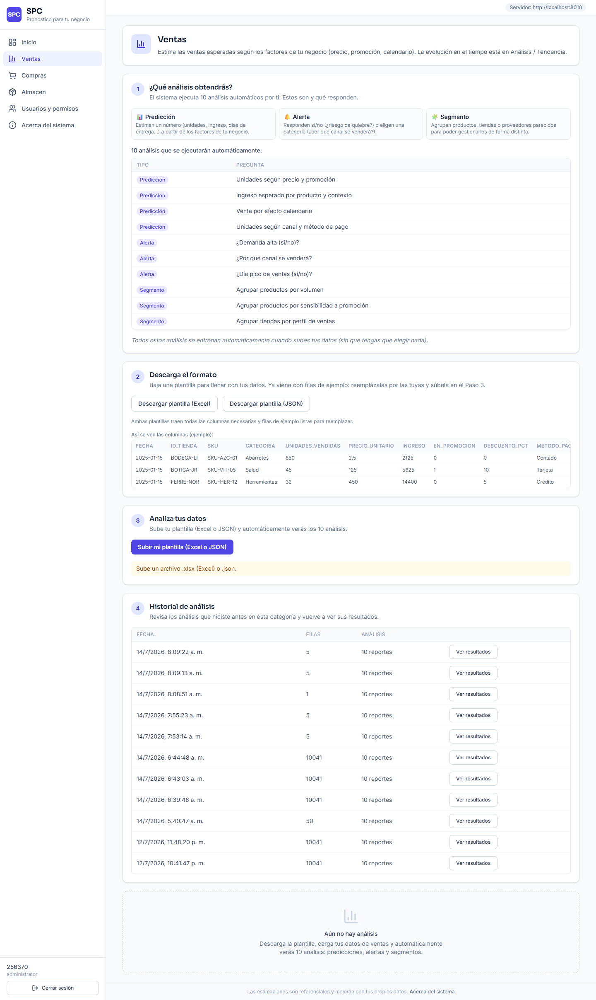 SPC
SPC
Pronóstico para tu negocio
Servidor: http://localhost:8010
Inicio
Ventas
Compras
Almacén
Usuarios y permisos
Acerca del sistema
Ventas
Estima las ventas esperadas según los factores de tu negocio (precio, promoción, calendario). La evolución en el tiempo está en Análisis / Tendencia.
1
¿Qué análisis obtendrás?
El sistema ejecuta 10 análisis automáticos por ti. Estos son y qué responden.
Predicción
Estiman un número (unidades, ingreso, días de
entrega...) a partir de los factores de tu negocio.
Alerta
Responden sí/no (¿riesgo de quiebre?) o eligen una
categoría (¿por qué canal se venderá?).
Segmento
Agrupan productos, tiendas o proveedores parecidos
para poder gestionarlos de forma distinta.
10 análisis que se ejecutarán automáticamente:
TIPO PREGUNTA
Predicción Unidades según precio y promoción
Predicción Ingreso esperado por producto y contexto
Predicción Venta por efecto calendario
Predicción Unidades según canal y método de pago
Alerta ¿Demanda alta (sí/no)?
Alerta ¿Por qué canal se venderá?
Alerta ¿Día pico de ventas (sí/no)?
Segmento Agrupar productos por volumen
Segmento Agrupar productos por sensibilidad a promoción
Segmento Agrupar tiendas por perfil de ventas
Todos estos análisis se entrenan automáticamente cuando subes tus datos (sin que tengas que elegir nada).
2
Descarga el formato
Baja una plantilla para llenar con tus datos. Ya viene con filas de ejemplo: reemplázalas por las tuyas y súbela en el Paso 3.
Descargar plantilla (Excel) Descargar plantilla (JSON)
Ambas plantillas traen todas las columnas necesarias y filas de ejemplo listas para reemplazar.
Así se ven las columnas (ejemplo):
FECHA ID_TIENDA SKU CATEGORIA UNIDADES_VENDIDAS PRECIO_UNITARIO INGRESO EN_PROMOCION DESCUENTO_PCT METODO_PAG
2025-01-15 BODEGA-LI SKU-AZC-01 Abarrotes 850 2.5 2125 0 0 Contado
2025-01-15 BOTICA-JR SKU-VIT-05 Salud 45 125 5625 1 10 Tarjeta
2025-01-15 FERRE-NOR SKU-HER-12 Herramientas 32 450 14400 0 5 Crédito
3
Analiza tus datos
Sube tu plantilla (Excel o JSON) y automáticamente verás los 10 análisis.
Subir mi plantilla (Excel o JSON)
Sube un archivo .xlsx (Excel) o .json.
4
Historial de análisis
Revisa los análisis que hiciste antes en esta categoría y vuelve a ver sus resultados.
FECHA FILAS ANÁLISIS
14/7/2026, 8:09:22 a. m. 5 10 reportes Ver resultados
14/7/2026, 8:09:13 a. m. 5 10 reportes Ver resultados
14/7/2026, 8:08:51 a. m. 1 10 reportes Ver resultados
14/7/2026, 7:55:23 a. m. 5 10 reportes Ver resultados
14/7/2026, 7:53:14 a. m. 5 10 reportes Ver resultados
14/7/2026, 6:44:48 a. m. 10041 10 reportes Ver resultados
14/7/2026, 6:43:03 a. m. 10041 10 reportes Ver resultados
14/7/2026, 6:39:46 a. m. 10041 10 reportes Ver resultados
14/7/2026, 5:40:47 a. m. 50 10 reportes Ver resultados
12/7/2026, 11:48:20 p. m. 10041 10 reportes Ver resultados
12/7/2026, 10:41:47 p. m. 10041 10 reportes Ver resultados
Aún no hay análisis
Descarga la plantilla, carga tus datos de ventas y automáticamente
verás 10 análisis: predicciones, alertas y segmentos.
256370
administrator
Cerrar sesión
Las estimaciones son referenciales y mejoran con tus propios datos. Acerca del sistema